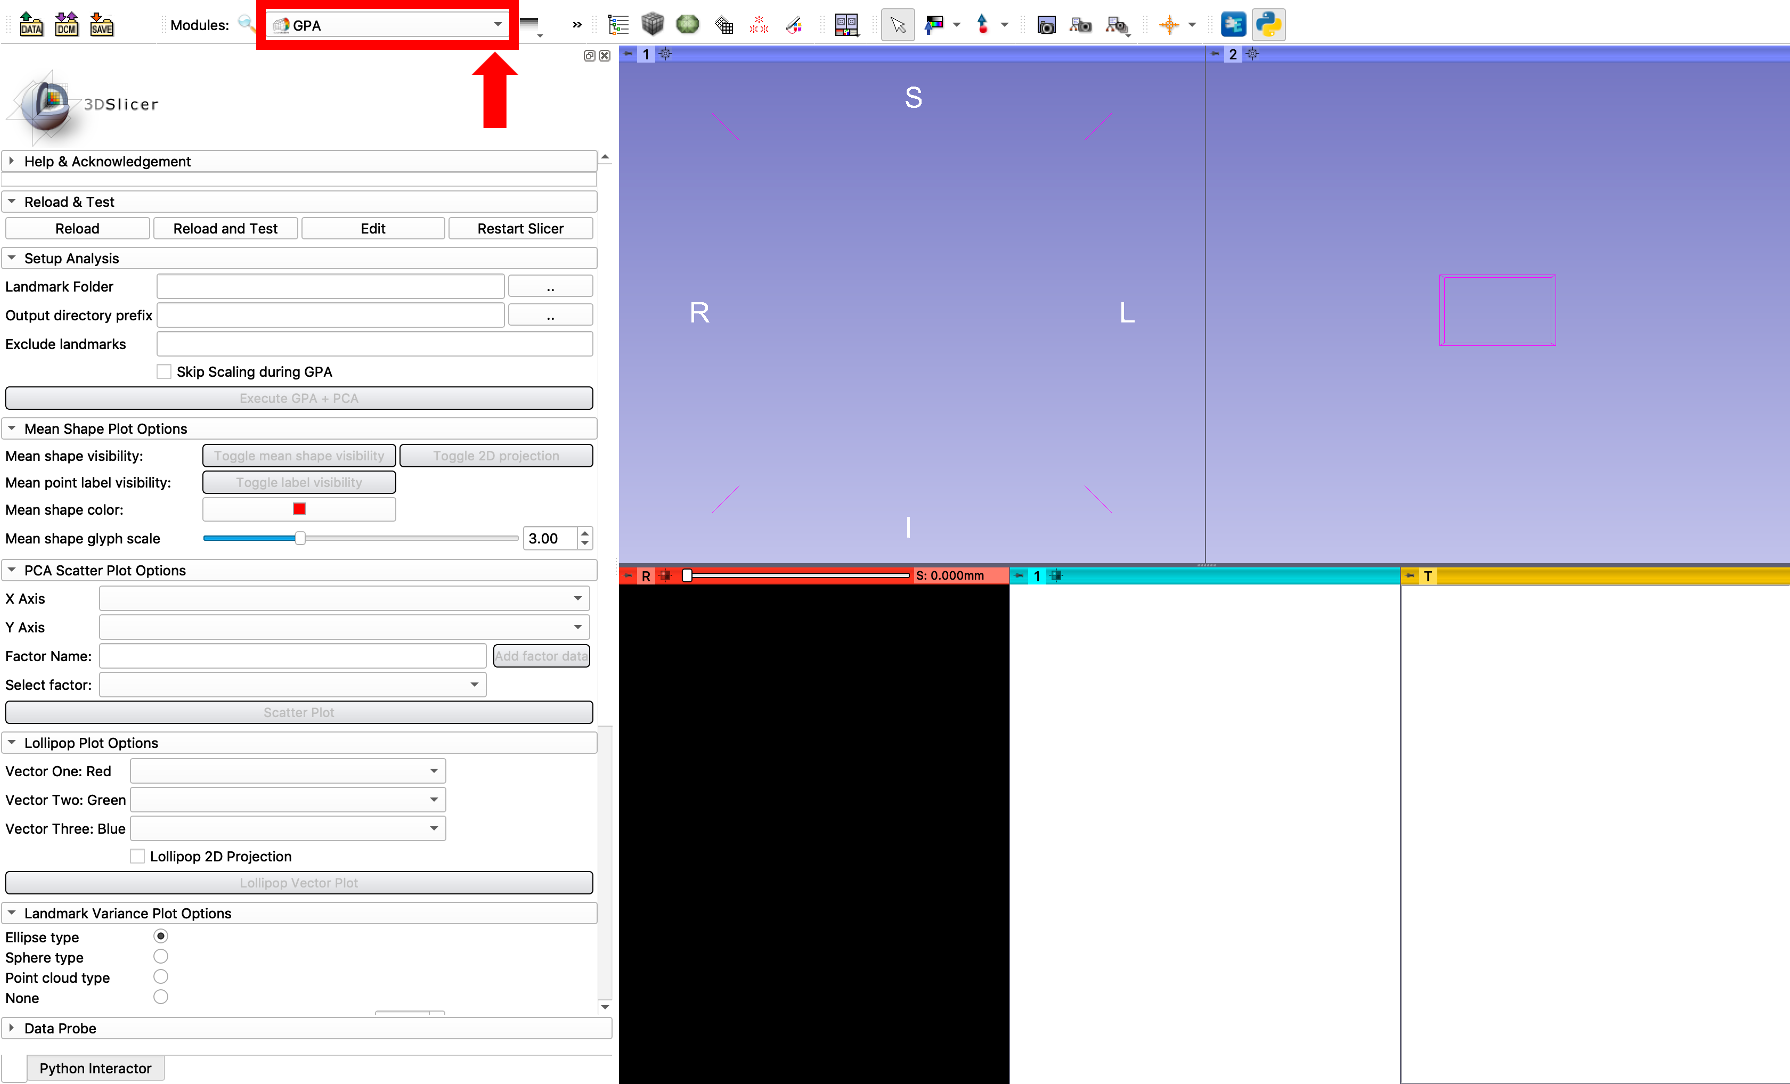 DATA DCM SAVE Modules: GPA »
1 2
3DSlicer
Help & Acknowledgement
Reload & Test
Reload Reload and Test Edit Restart Slicer
Setup Analysis
Landmark Folder ..
Output directory prefix ..
Exclude landmarks
Skip Scaling during GPA
Execute GPA + PCA
Mean Shape Plot Options
Mean shape visibility: Toggle mean shape visibility Toggle 2D projection
Mean point label visibility: Toggle label visibility
Mean shape color:
Mean shape glyph scale 3.00
PCA Scatter Plot Options
X Axis
Y Axis
Factor Name: Add factor data
Select factor:
Scatter Plot
Lollipop Plot Options
Vector One: Red
Vector Two: Green
Vector Three: Blue
Lollipop 2D Projection
Lollipop Vector Plot
Landmark Variance Plot Options
Ellipse type
Sphere type
Point cloud type
None
Data Probe
Python Interactor
S
R L
I
R S: 0.000mm 1 T